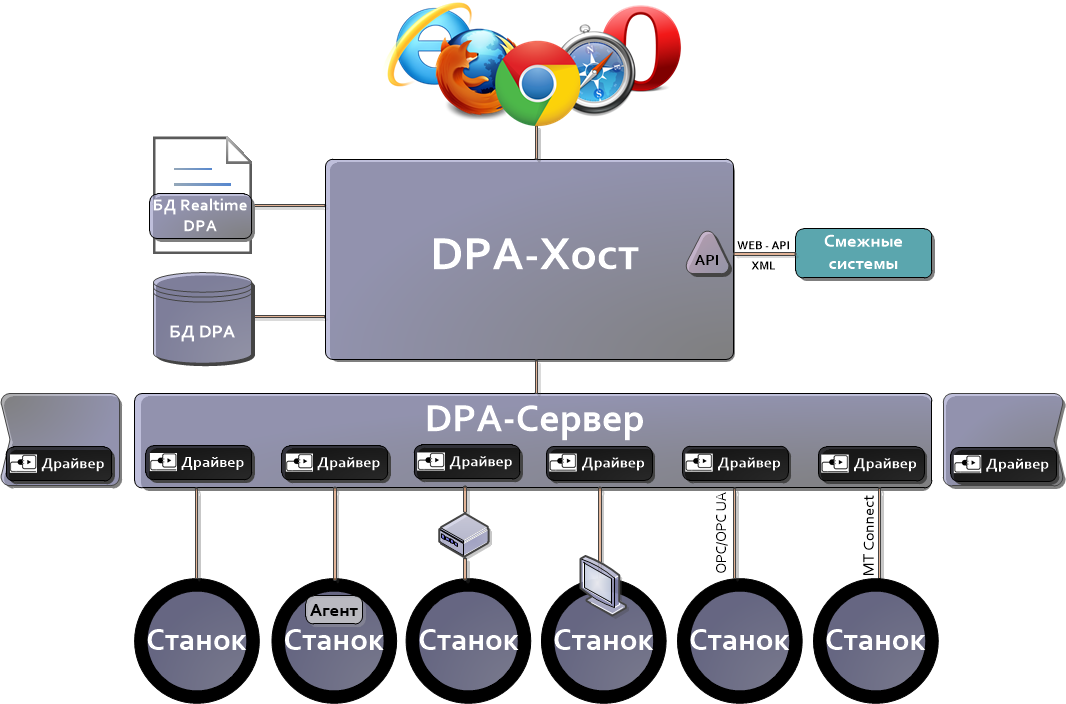 БД Realtime
DPA
DPA-Хост
API
WEB - API
XML
Смежные
системы
БД DPA
DPA-Сервер
Драйвер
Драйвер
Драйвер
Драйвер
Драйвер
Драйвер
Драйвер
Драйвер
OPC/OPC UA
MT Connect
Агент
Станок
Станок
Станок
Станок
Станок
Станок